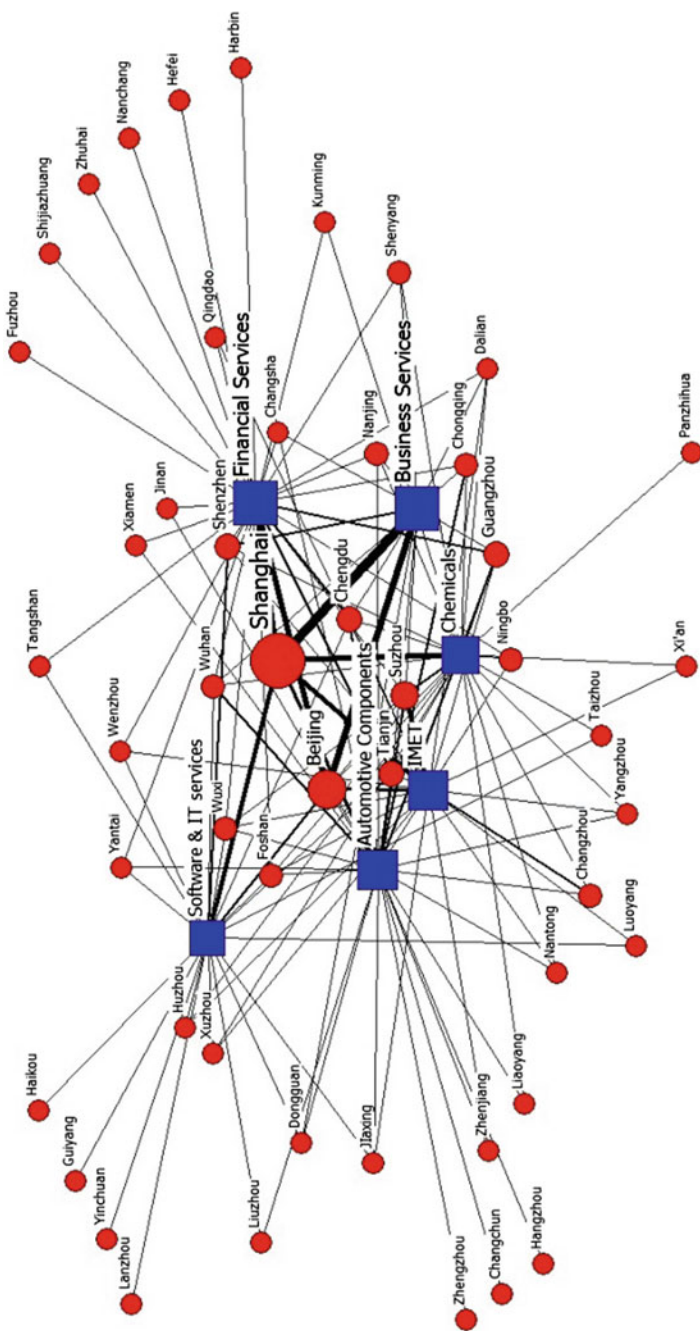 Harbin
Hefei
Nanchang
Zhuhai
Shijiazhuang
Fuzhou
Kunming
Shenyang
Qingdao
Financial Services
Changsha
Business Services
Nanjing
Chongqing
Dalian
Panzhihua
Jinan
Xiamen
Shenzhen
Guangzhou
Tangshan
Shanghai
Chengdu
Chemicals
Ningbo
Xi'an
Wuhan
Suzhou
Taizhou
Wenzhou
Beijing
Tianjn
IMET
Yangzhou
Yantai
Software & IT services
Wuxi
Foshan
Automotive Components
Changzhou
Luoyang
Nantong
Huzhou
Xuzhou
Haikou
Guiyang
Yinchuan
Lanzhou
Dongguan
JIaxing
Liuzhou
Liaoyang
Zhenjiang
Hangzhou
Changchun
Zhengzhou